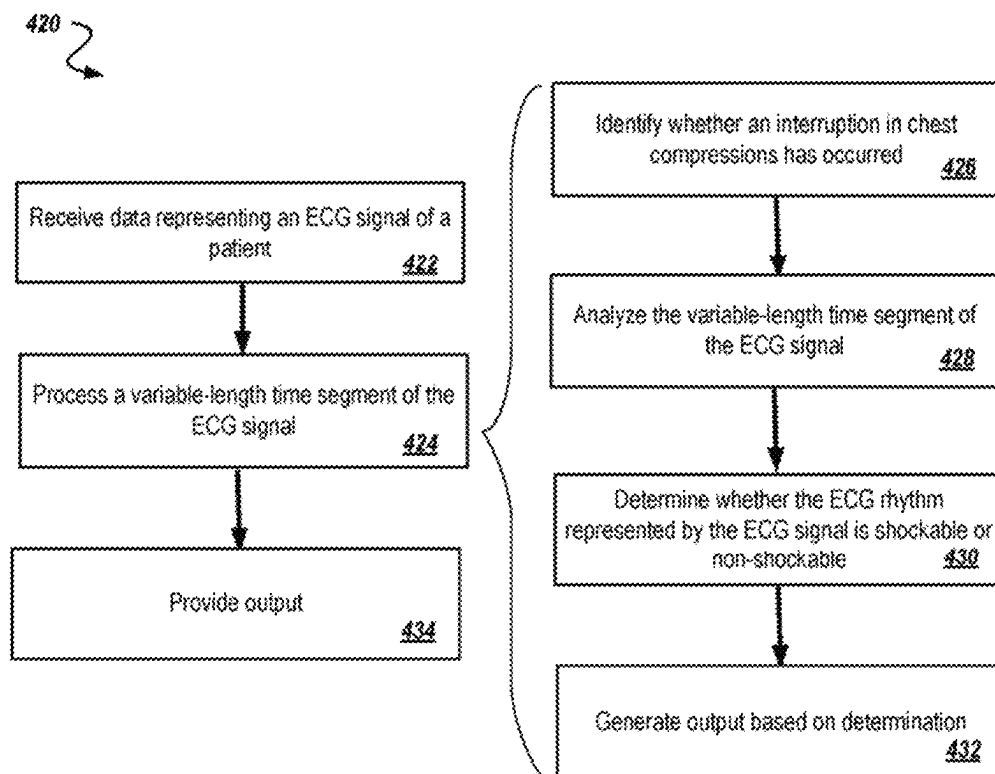 420
Receive data representing an ECG signal of a
patient
422
Process a variable-length time segment of the
ECG signal
424
Provide output
434
Identify whether an interruption in chest
compressions has occurred
426
Analyze the variable-length time segment of
the ECG signal
428
Determine whether the ECG rhythm
represented by the ECG signal is shockable or
non-shockable
430
Generate output based on determination
432